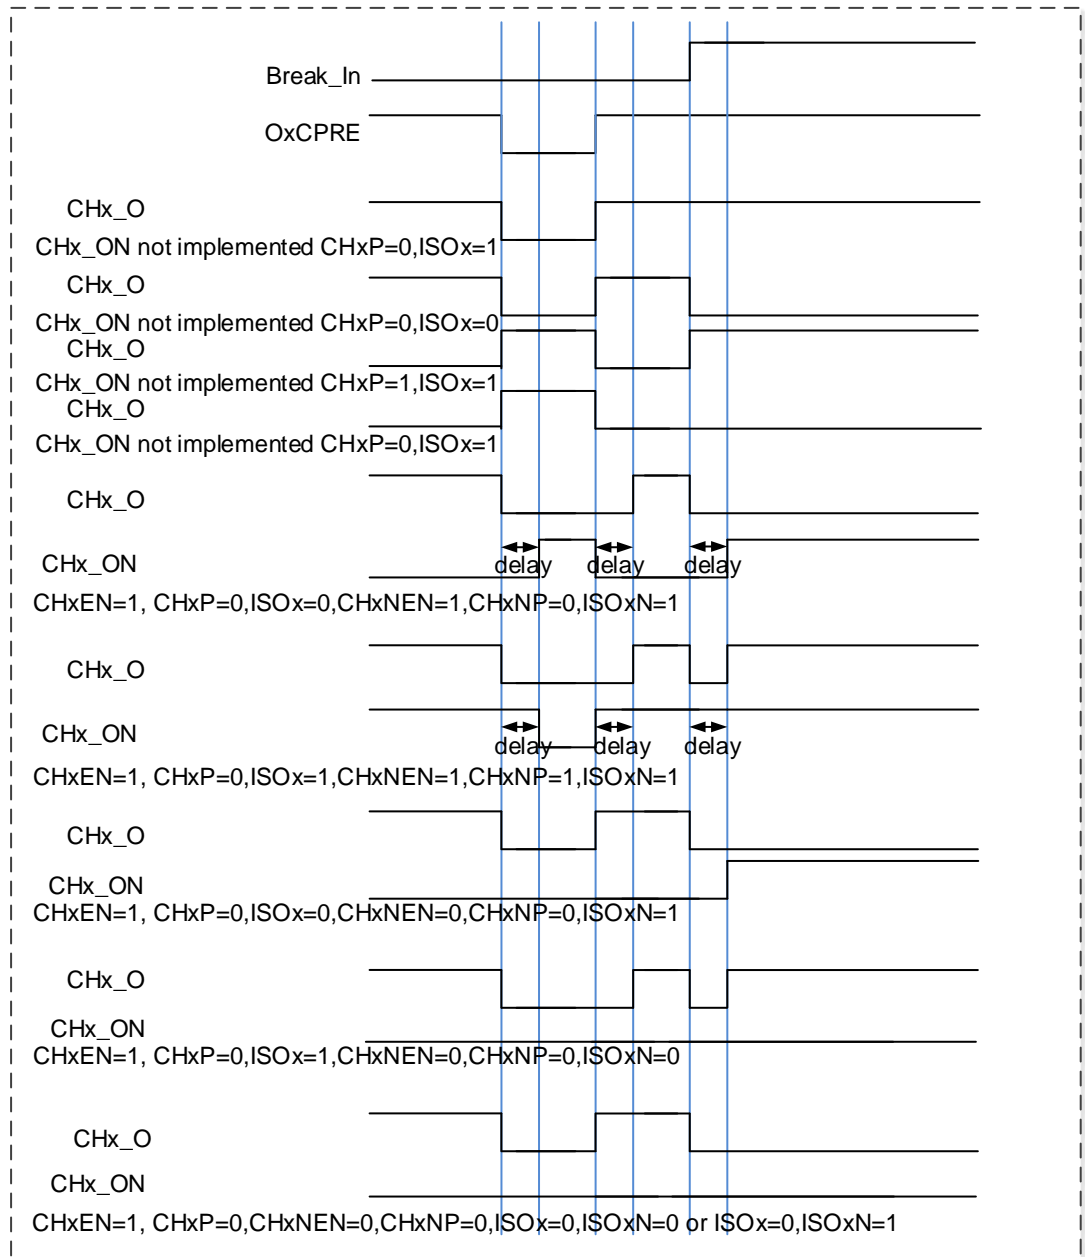 Break_In
OxCPRE
CHx_O
CHx_ON not implemented CHxP=0,ISOx=1
CHx_O
CHx_ON not implemented CHxP=0,ISOx=0
CHx_O
CHx_ON not implemented CHxP=1,ISOx=1
CHx_O
CHx_ON not implemented CHxP=0,ISOx=1
CHx_O
CHx_ON
delay delay delay
CHxEN=1, CHxP=0,ISOx=0,CHxNEN=1,CHxNP=0,ISOxN=1
CHx_O
CHx_ON
delay delay delay
CHxEN=1, CHxP=0,ISOx=1,CHxNEN=1,CHxNP=1,ISOxN=1
CHx_O
CHx_ON
CHxEN=1, CHxP=0,ISOx=0,CHxNEN=0,CHxNP=0,ISOxN=1
CHx_O
CHx_ON
CHxEN=1, CHxP=0,ISOx=1,CHxNEN=0,CHxNP=0,ISOxN=0
CHx_O
CHx_ON
CHxEN=1, CHxP=0,CHxNEN=0,CHxNP=0,ISOx=0,ISOxN=0 or ISOx=0,ISOxN=1